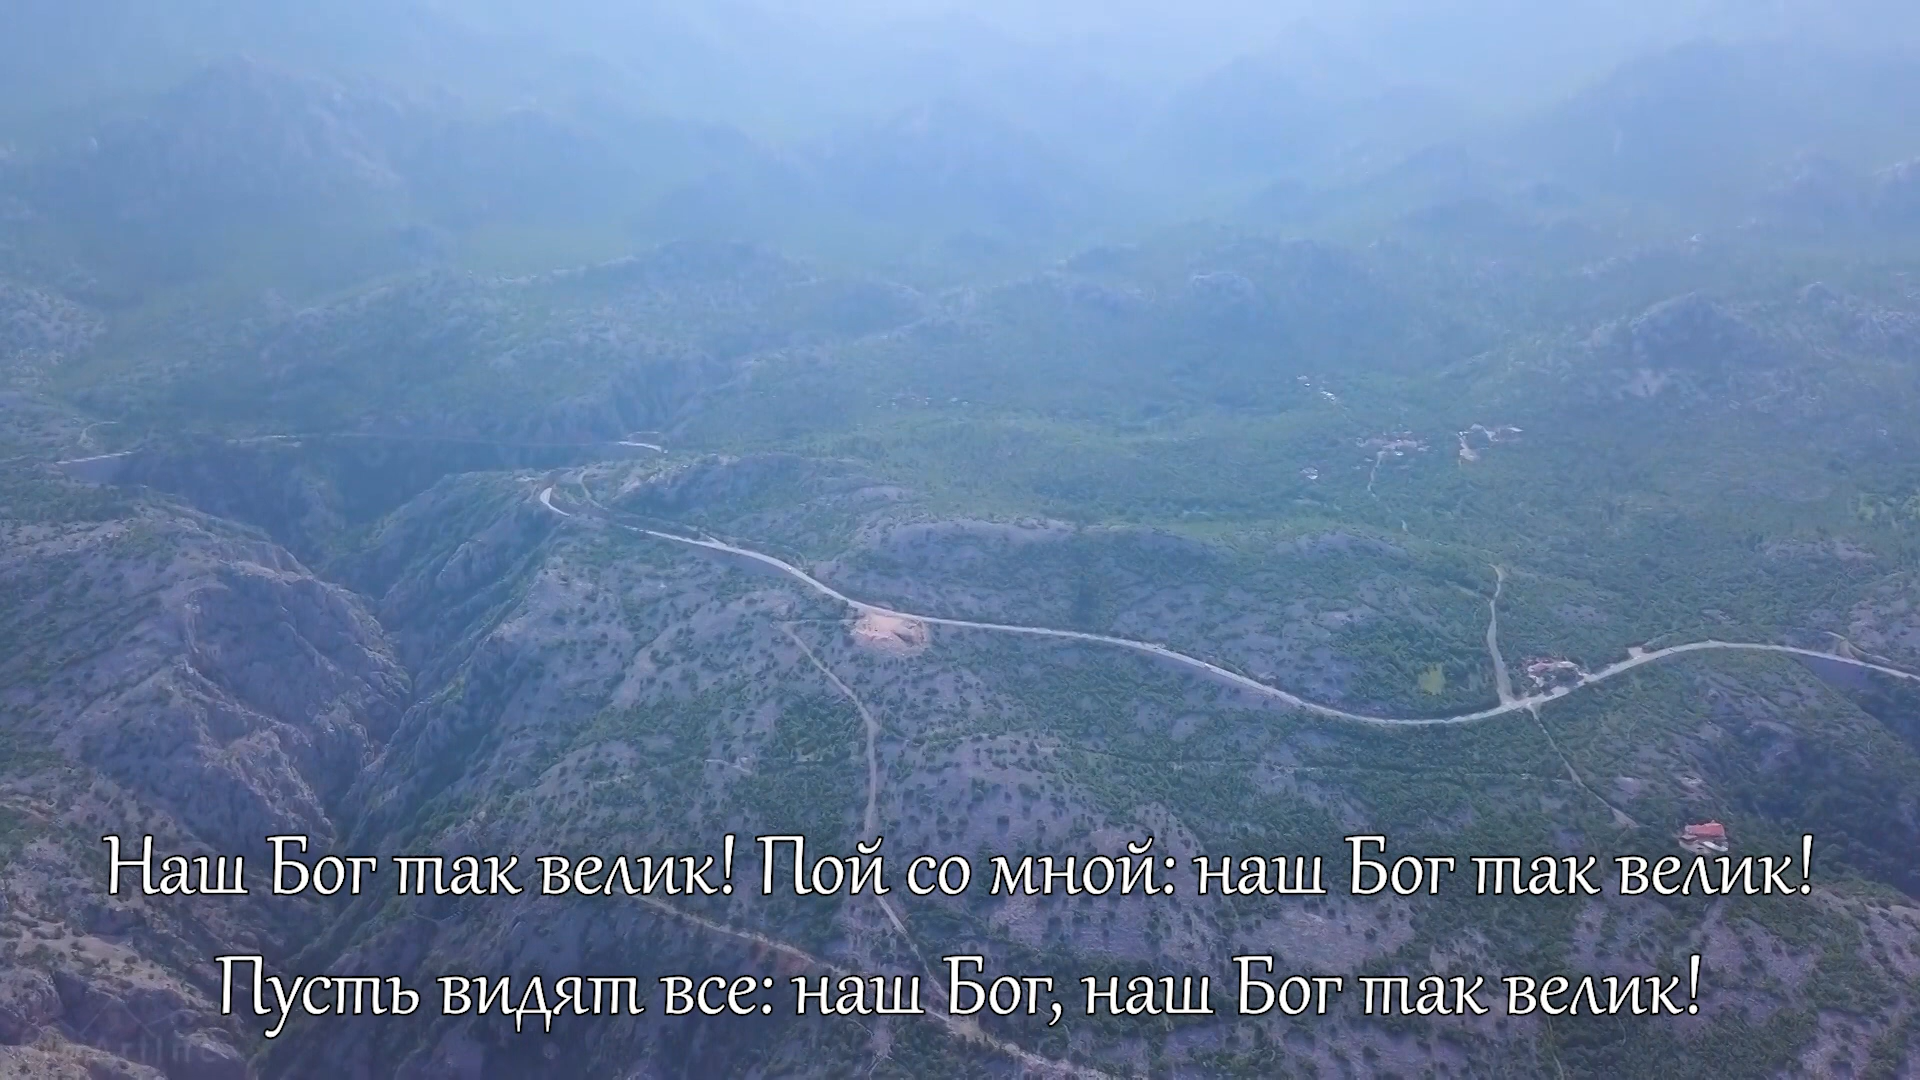 Наш Бог так велик! Пой со мной: наш Бог так велик!
Пусть видят все: наш Бог, наш Бог так велик!